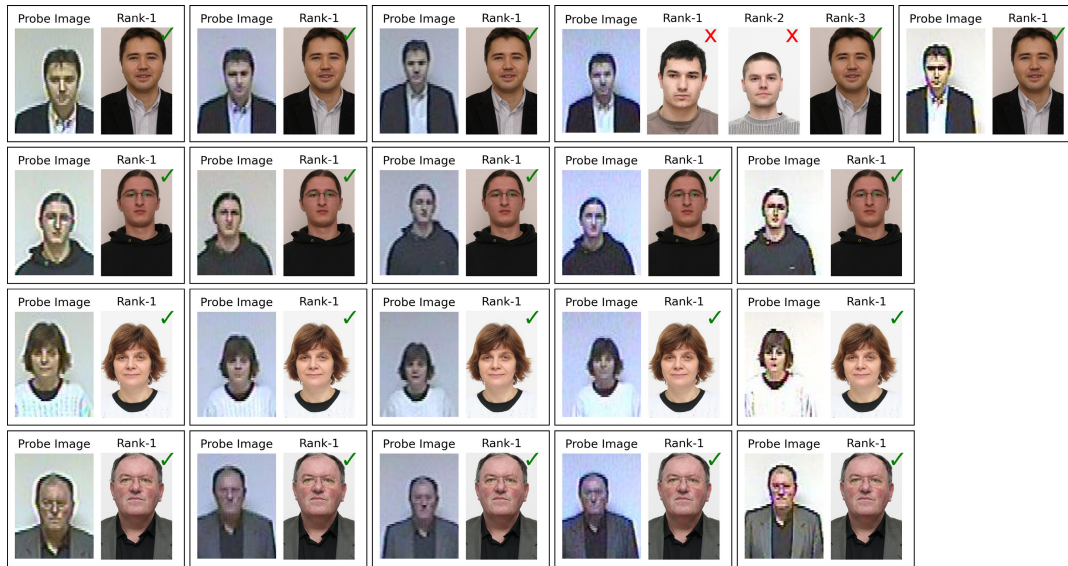 Probe Image Rank-1 Probe Image Rank-1 Probe Image Rank-1 Probe Image Rank-1 Rank-2 Rank-3 Probe Image Rank-1
✓ ✓ ✓ X X ✓ ✓
Probe Image Rank-1 Probe Image Rank-1 Probe Image Rank-1 Probe Image Rank-1 Probe Image Rank-1
✓ ✓ ✓ ✓ ✓
Probe Image Rank-1 Probe Image Rank-1 Probe Image Rank-1 Probe Image Rank-1 Probe Image Rank-1
✓ ✓ ✓ ✓ ✓
Probe Image Rank-1 Probe Image Rank-1 Probe Image Rank-1 Probe Image Rank-1 Probe Image Rank-1
✓ ✓ ✓ ✓ ✓